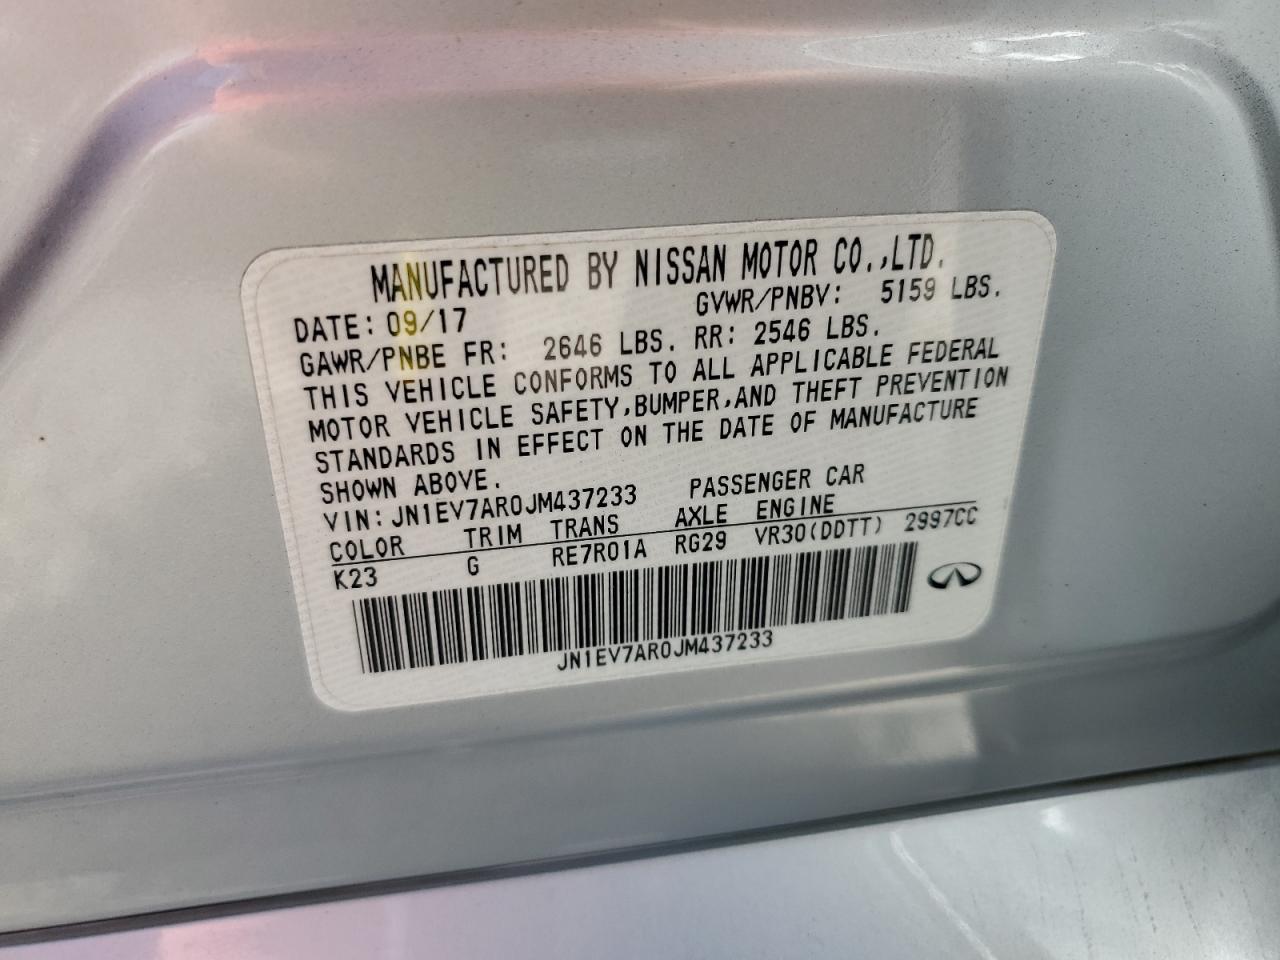 MANUFACTURED BY NISSAN MOTOR CO.,LTD.
DATE: 09/17 GVWR/PNBV: 5159 LBS.
GAWR/PNBE FR: 2646 LBS. RR: 2546 LBS.
THIS VEHICLE CONFORMS TO ALL APPLICABLE FEDERAL
MOTOR VEHICLE SAFETY,BUMPER,AND THEFT PREVENTION
STANDARDS IN EFFECT ON THE DATE OF MANUFACTURE
SHOWN ABOVE.
VIN: JN1EV7AR0JM437233 PASSENGER CAR
COLOR TRIM TRANS AXLE ENGINE
K23 G RE7R01A RG29 VR30(DDTT) 2997CC
JN1EV7AR0JM437233